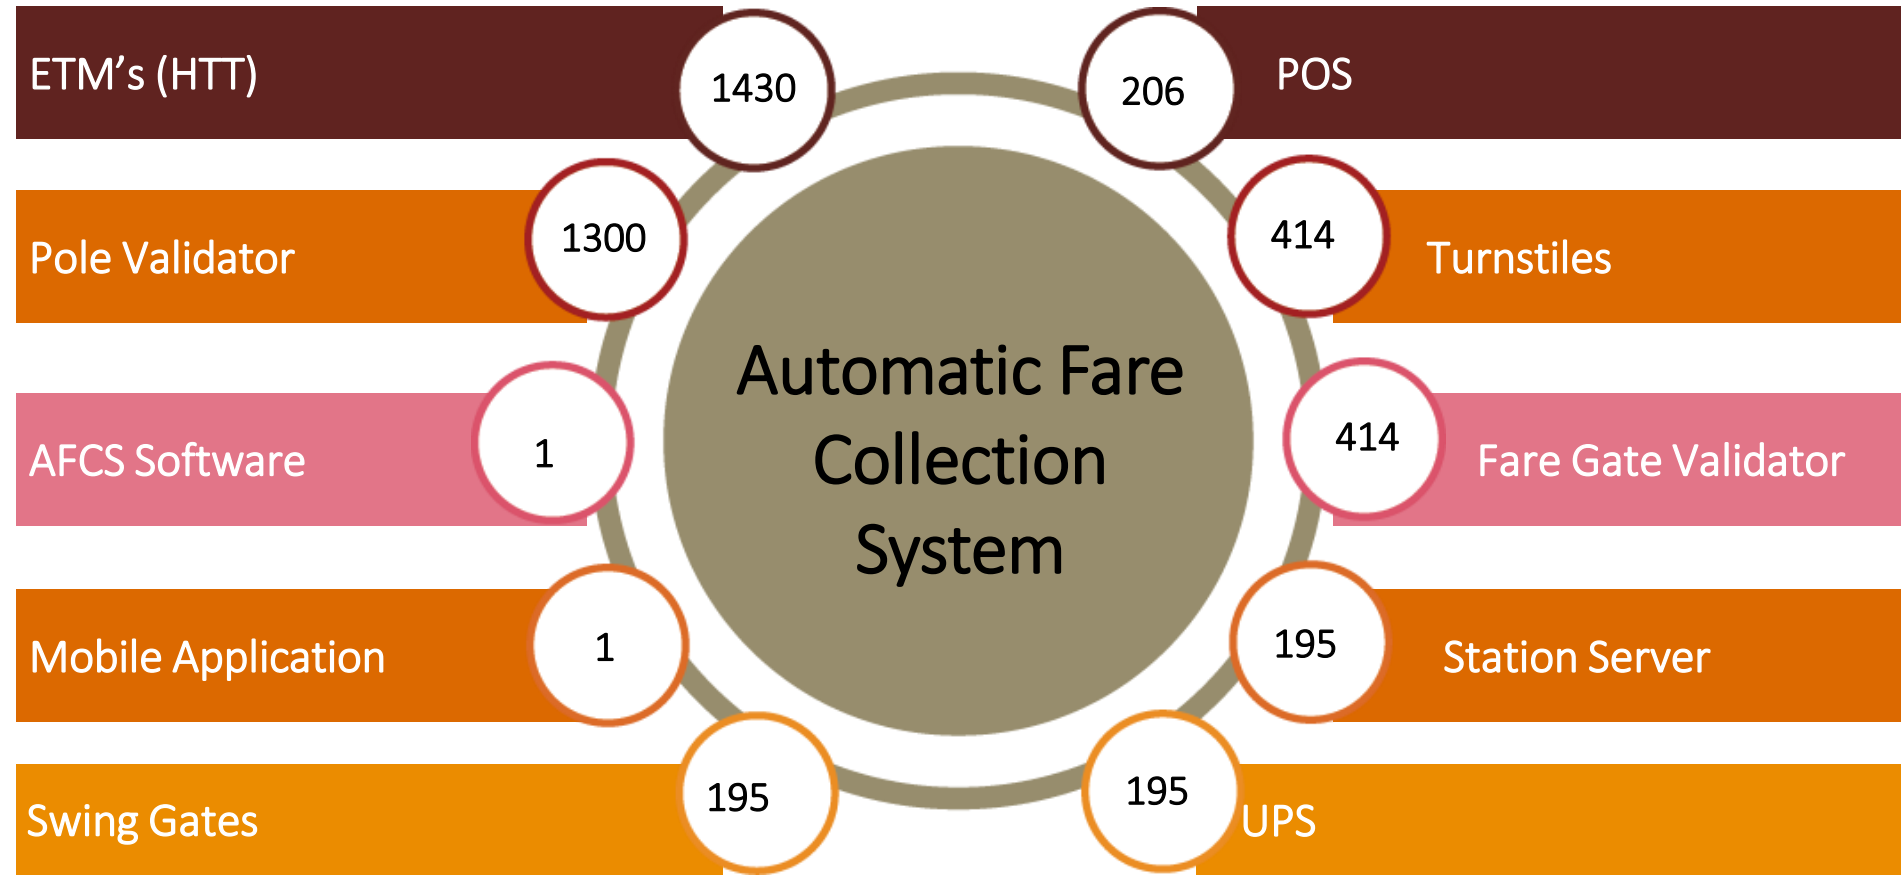 ETM’s (HTT)
1430
206
POS
Pole Validator
1300
414
Turnstiles
Automatic Fare
Collection
System
AFCS Software
1
414
Fare Gate Validator
Mobile Application
1
195
Station Server
Swing Gates
195
195
UPS